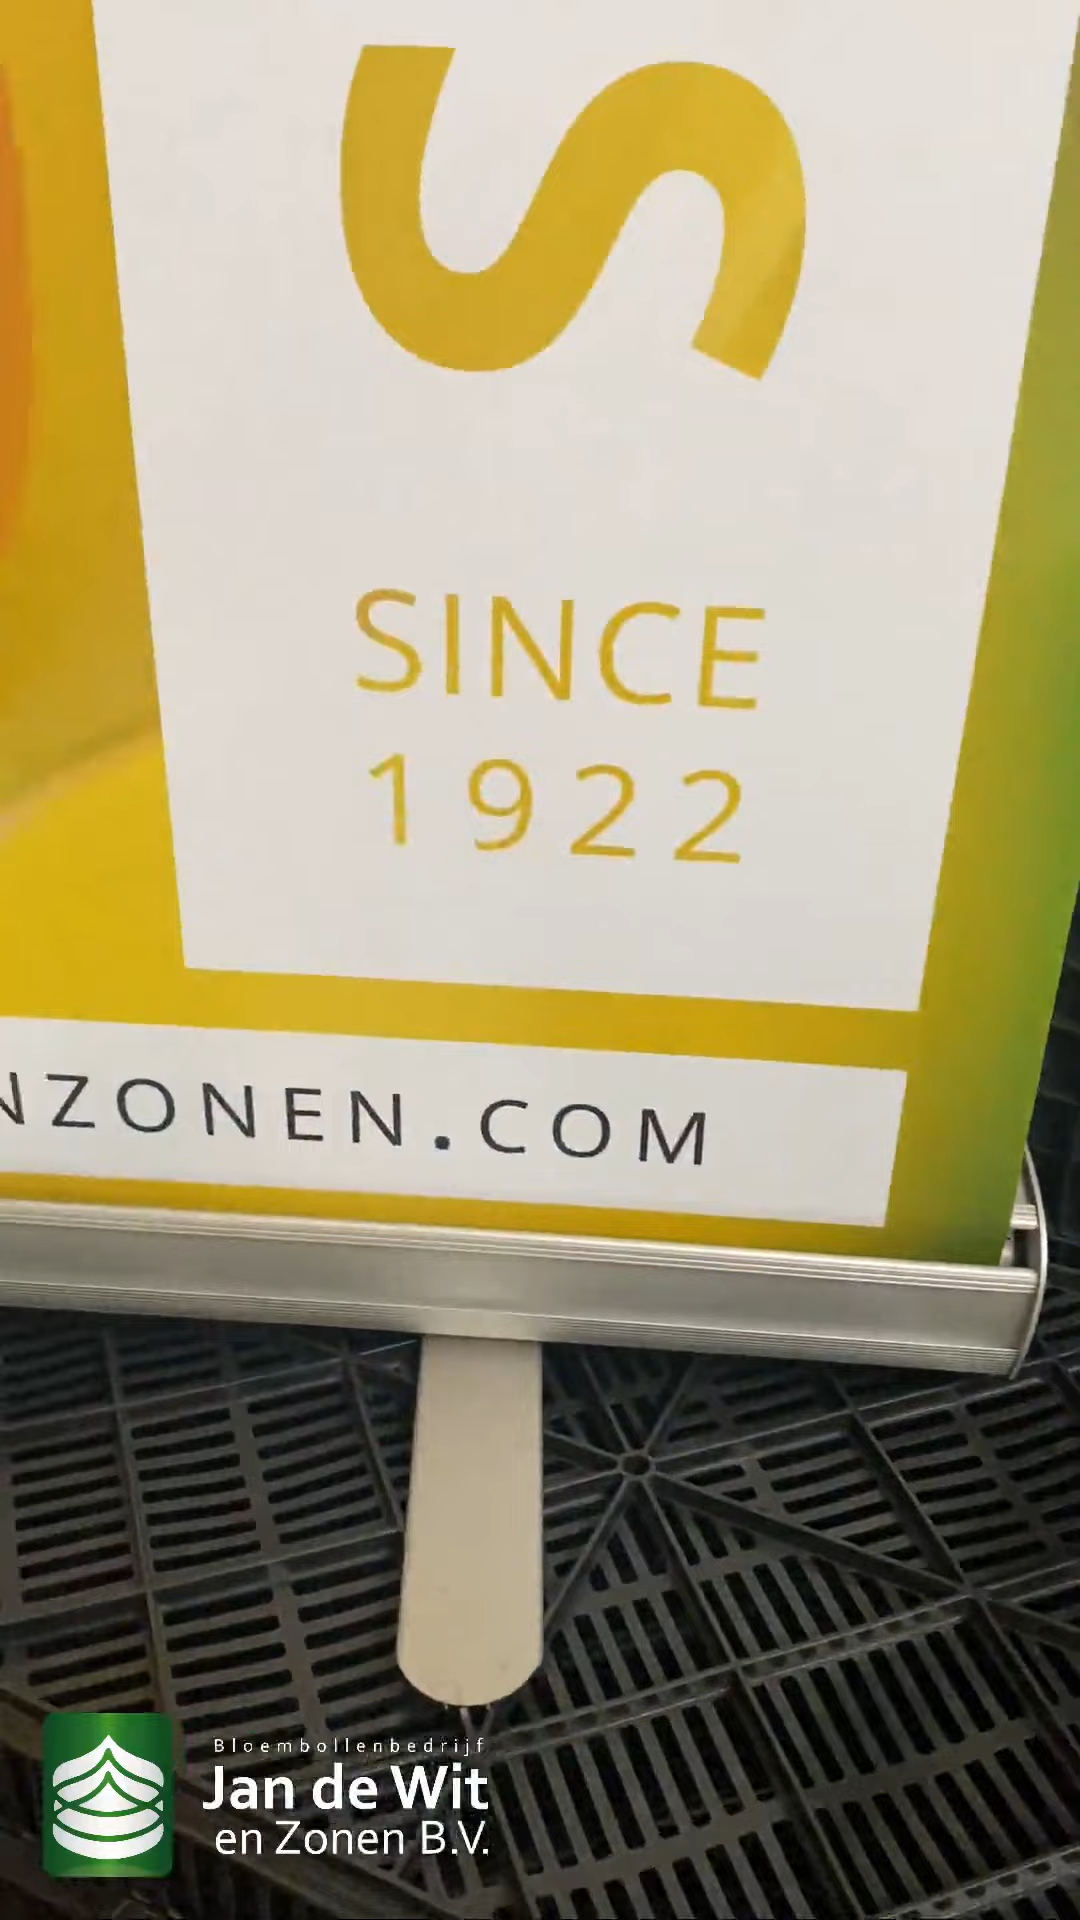 S
SINCE
1922
NZONEN.COM
Bloembollenbedrijf
Jan de Wit
en Zonen B.V.